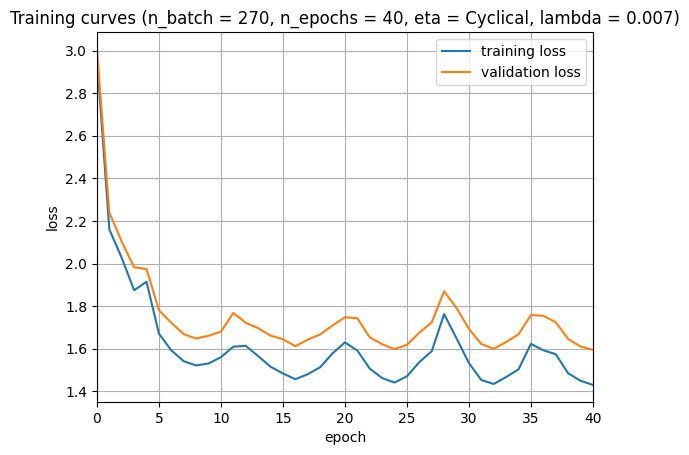 Training curves (n_batch = 270, n_epochs = 40, eta = Cyclical, lambda = 0.007)
training loss
validation loss
3.0
2.8
2.6
2.4
2.2
2.0
1.8
1.6
1.4
loss
0 5 10 15 20 25 30 35 40
epoch